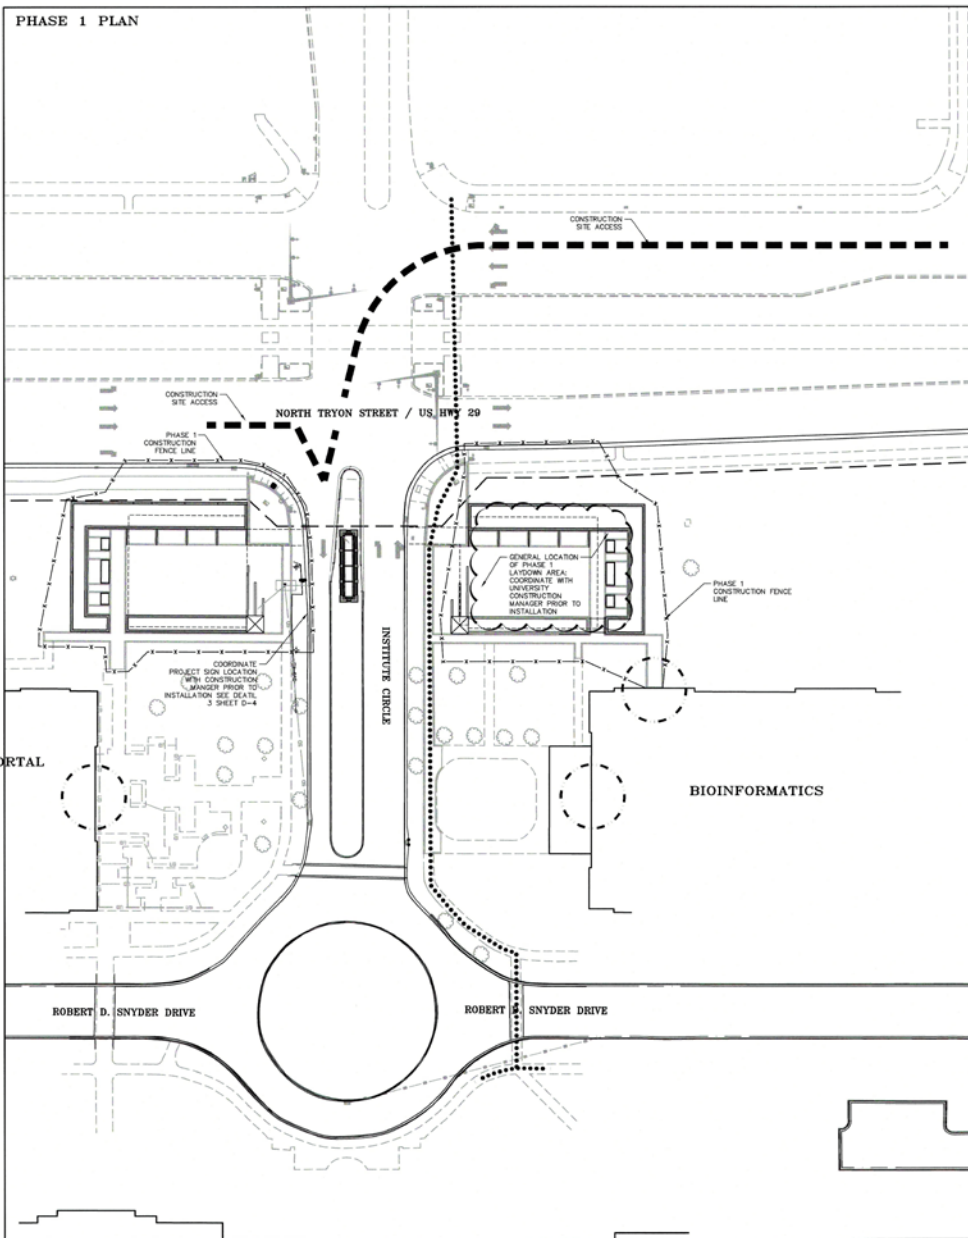 PHASE 1 PLAN
CONSTRUCTION
SITE ACCESS
CONSTRUCTION
SITE ACCESS
NORTH TRYON STREET / US HWY 29
PHASE 1
CONSTRUCTION
FENCE LINE
GENERAL LOCATION
OF PHASE 1
LAYDOWN AREA;
COORDINATE WITH
UNIVERSITY
CONSTRUCTION
MANAGER PRIOR TO
INSTALLATION
PHASE 1
CONSTRUCTION FENCE
LINE
INSTITUTE CIRCLE
COORDINATE
PROJECT SIGN LOCATION
WITH CONSTRUCTION
MANGER PRIOR TO
INSTALLATION SEE DEATIL
3 SHEET D-4
ORTAL
BIOINFORMATICS
ROBERT D. SNYDER DRIVE
ROBERT D. SNYDER DRIVE